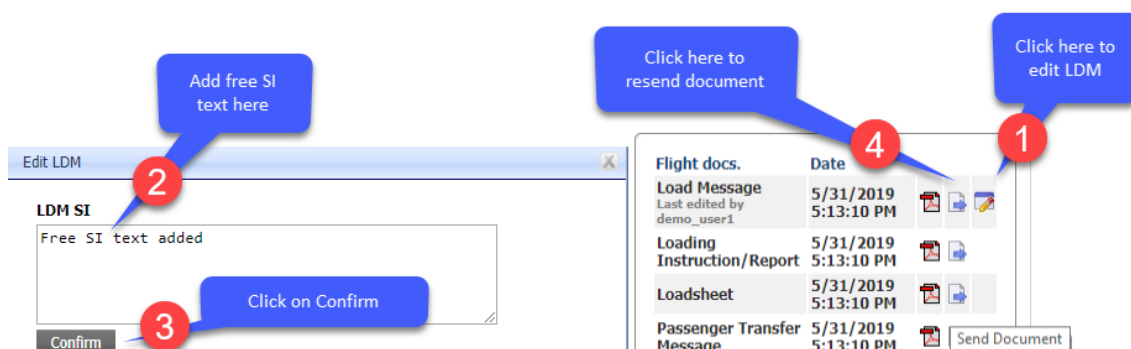 Click here to
resend document
Click here to
edit LDM
Add free SI
text here
4
1
Edit LDM
X
2
LDM SI
Free SI text added
Click on Confirm
3
Confirm
Flight docs. Date
Load Message
Last edited by
demo_user1
5/31/2019
5:13:10 PM
Loading
Instruction/Report
5/31/2019
5:13:10 PM
Loadsheet
5/31/2019
5:13:10 PM
Passenger Transfer
Message
5/31/2019
5:13:10 PM
Send Document